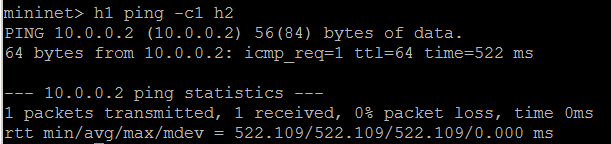 mininet> h1 ping -c1 h2
PING 10.0.0.2 (10.0.0.2) 56(84) bytes of data.
64 bytes from 10.0.0.2: icmp_req=1 ttl=64 time=522 ms
--- 10.0.0.2 ping statistics ---
1 packets transmitted, 1 received, 0% packet loss, time 0ms
rtt min/avg/max/mdev = 522.109/522.109/522.109/0.000 ms